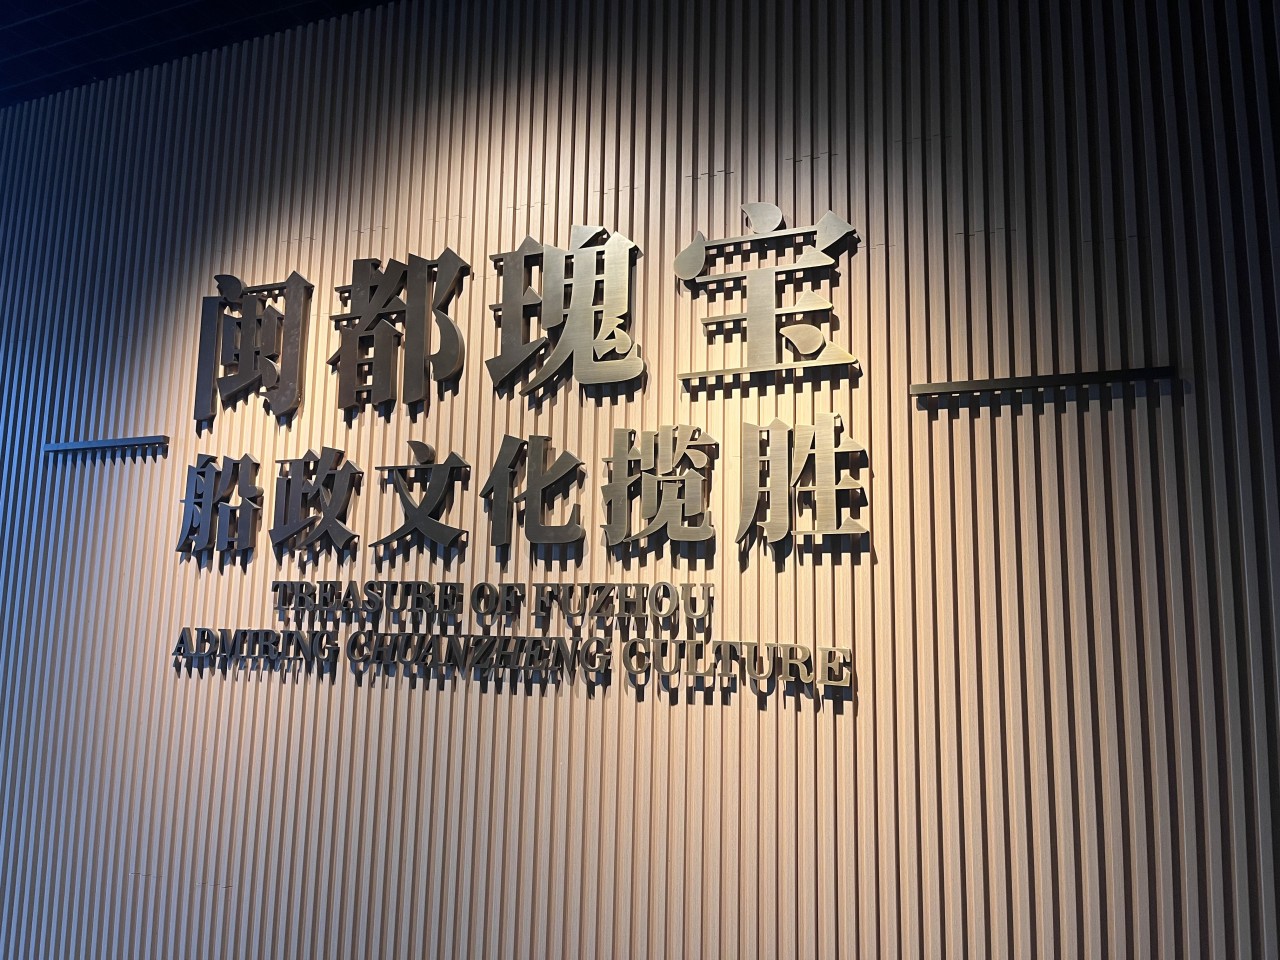 闽都瑰宝
船政文化揽胜
TREASURE OF FUZHOU
ADMIRING CHUANZHENG CULTURE